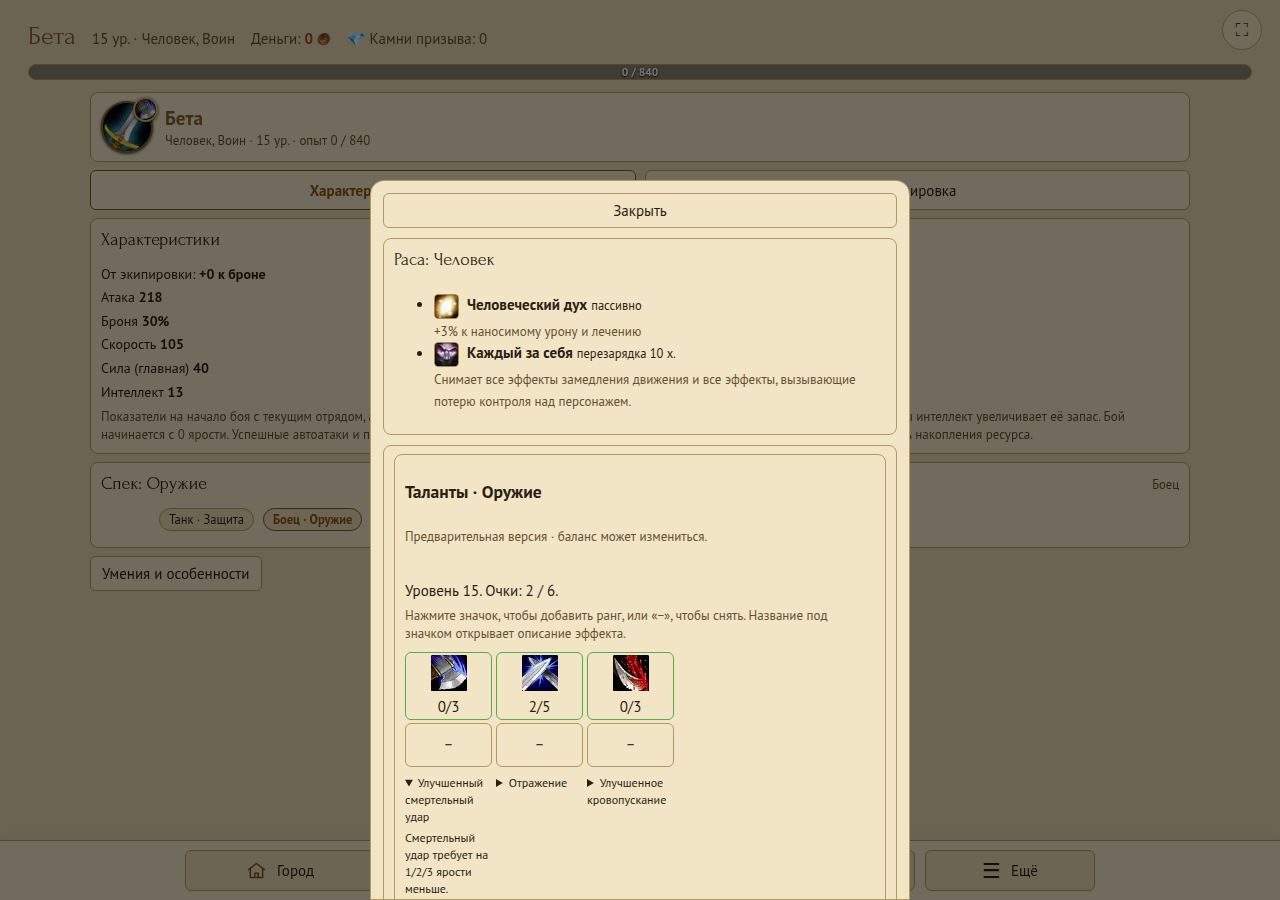 Бета 15 ур. · Человек, Воин Деньги: 0 Камни призыва: 0
0 / 840
Бета
Человек, Воин · 15 ур. · опыт 0 / 840
Характер
ировка
Закрыть
Характеристики
От экипировки: +0 к броне
Атака 218
Броня 30%
Скорость 105
Сила (главная) 40
Интеллект 13
Показатели на начало боя с текущим отрядом,
интеллект увеличивает её запас. Бой
начинается с 0 ярости. Успешные автоатаки и п
накопления ресурса.
Спек: Оружие
Боец
Танк · Защита
Боец · Оружие
Умения и особенности
Раса: Человек
Человеческий дух пассивно
+3% к наносимому урону и лечению
Каждый за себя перезарядка 10 х.
Снимает все эффекты замедления движения и все эффекты, вызывающие
потерю контроля над персонажем.
Таланты · Оружие
Предварительная версия · баланс может измениться.
Уровень 15. Очки: 2 / 6.
Нажмите значок, чтобы добавить ранг, или «−», чтобы снять. Название под
значком открывает описание эффекта.
0/3 2/5 0/3
− − −
▼ Улучшенный
смертельный
удар
▶ Отражение
▶ Улучшенное
кровопускание
Смертельный
удар требует на
1/2/3 ярости
меньше.
Город
Ещё